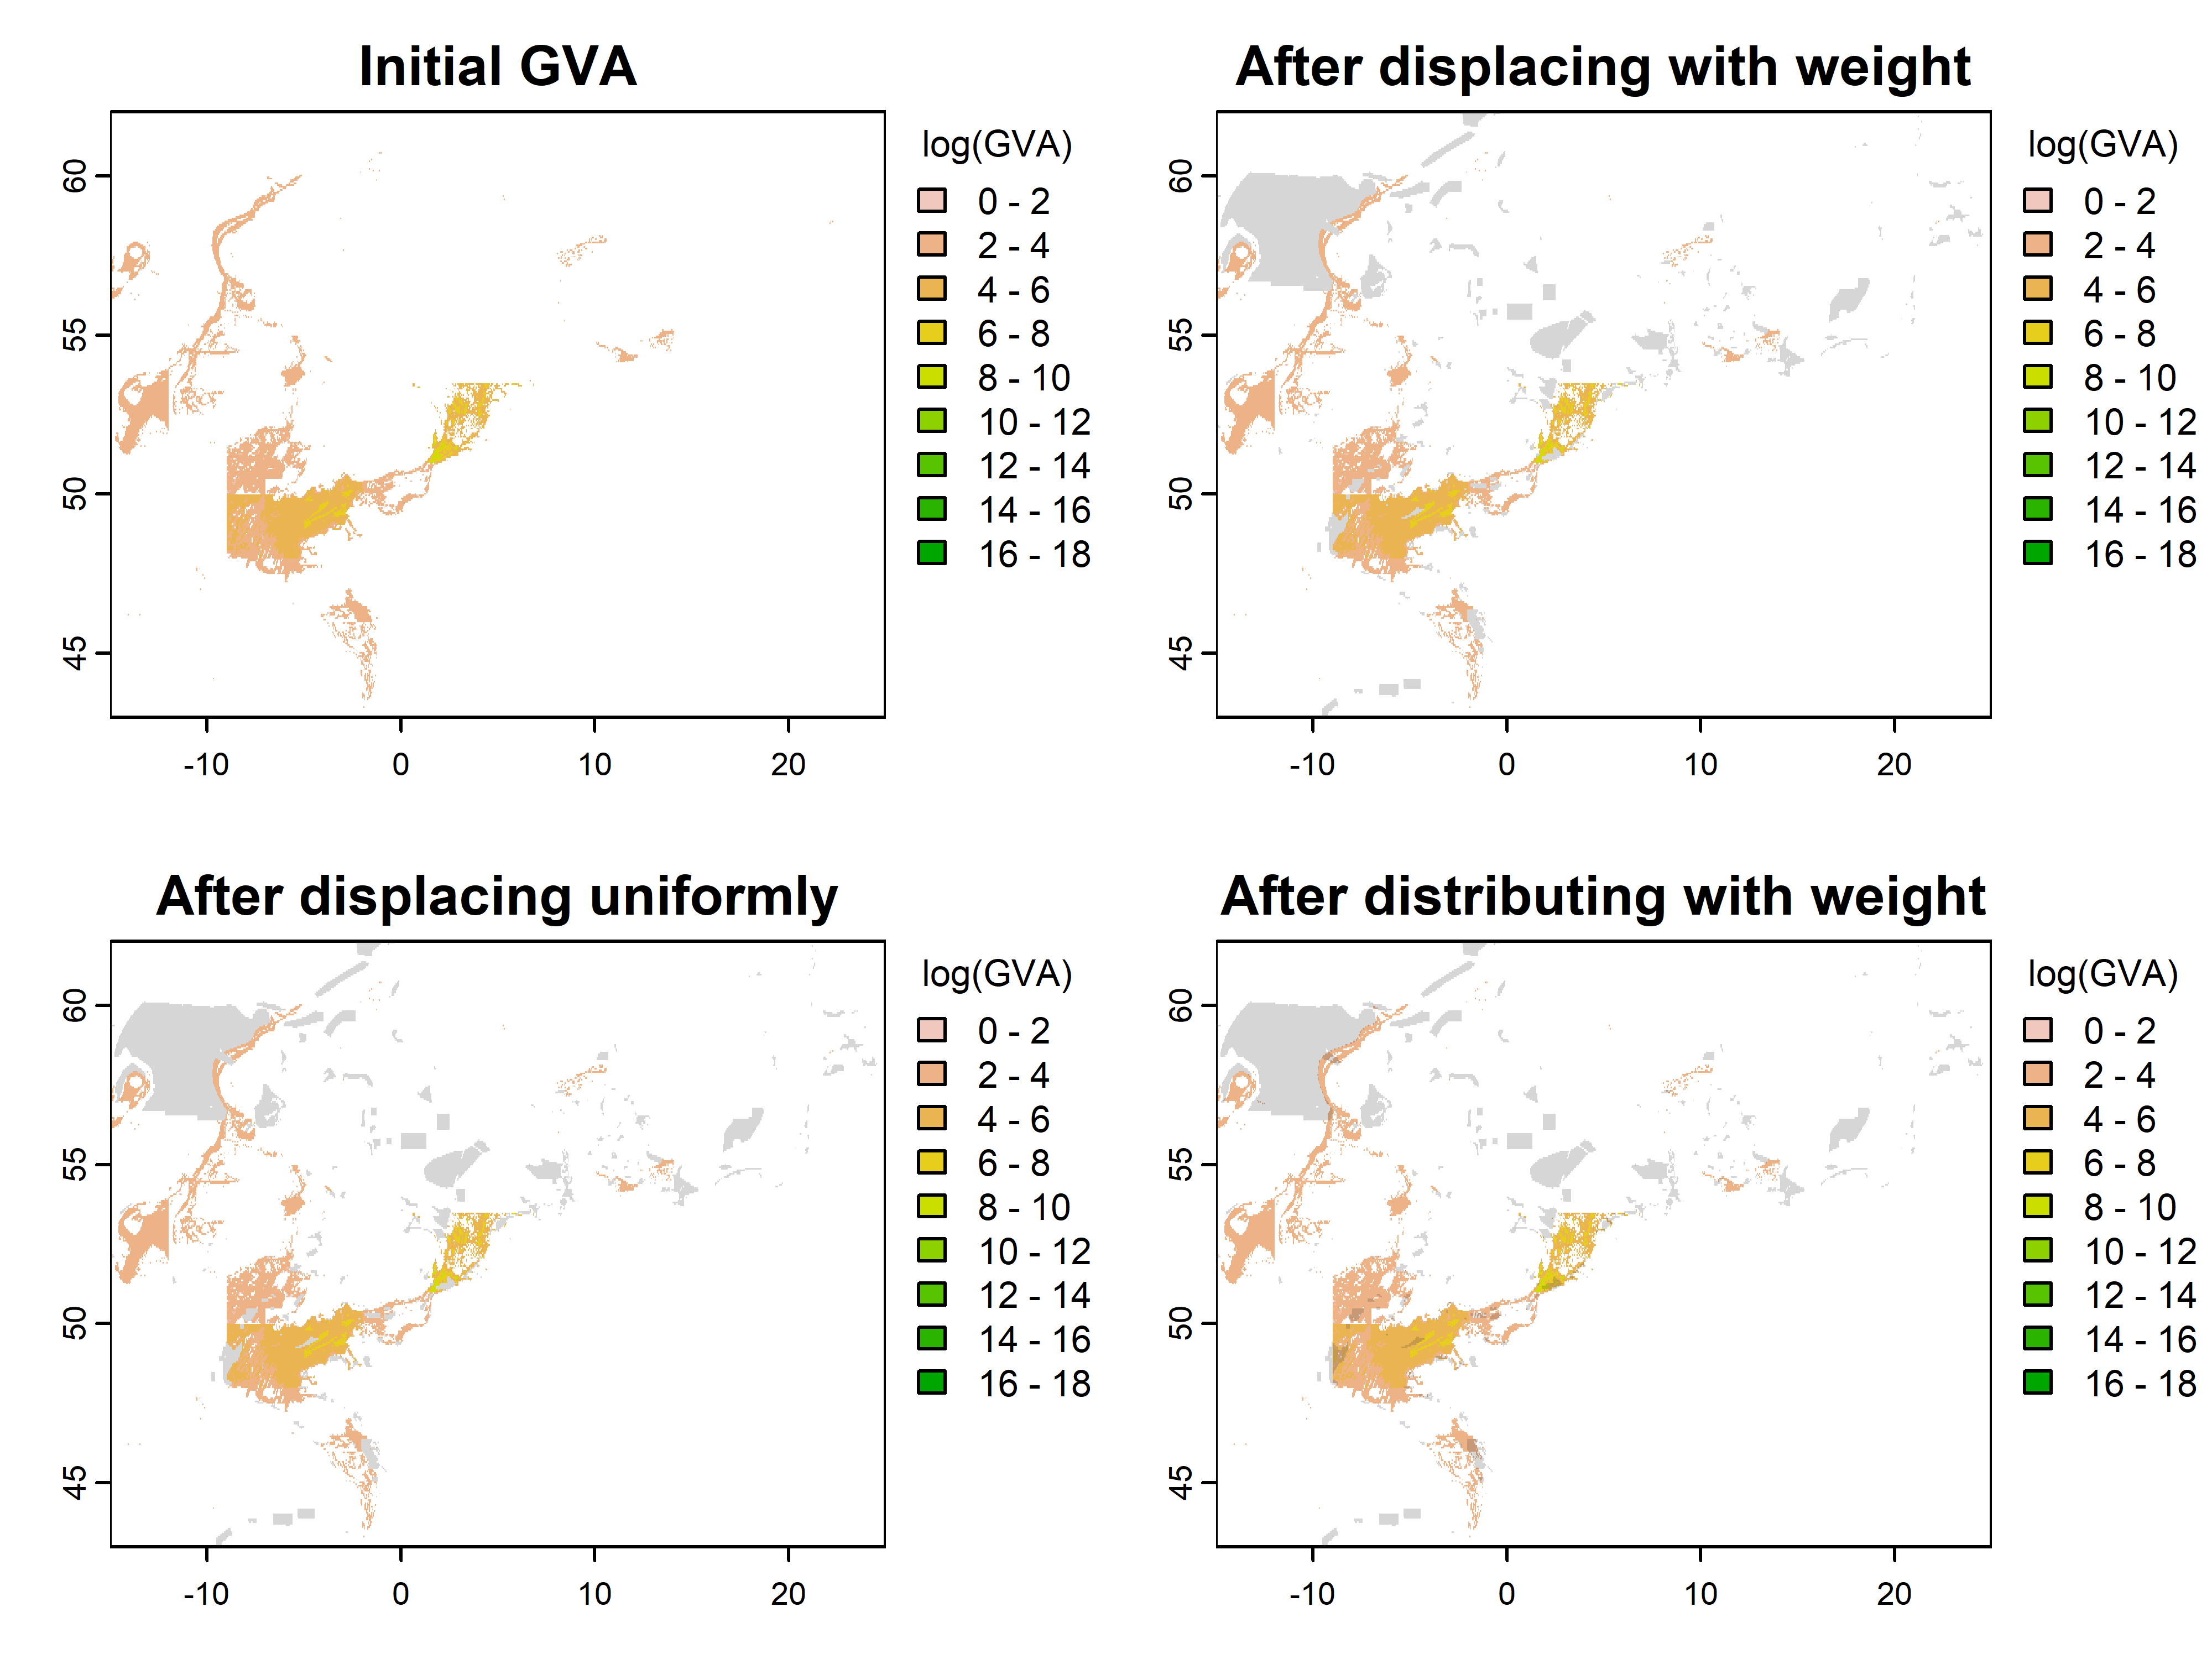 Initial GVA
60
55
50
45
-10
0
10
20
log(GVA)
0 - 2
2 - 4
4 - 6
6 - 8
8 - 10
10 - 12
12 - 14
14 - 16
16 - 18
After displacing with weight
60
55
50
45
-10
0
10
20
log(GVA)
0 - 2
2 - 4
4 - 6
6 - 8
8 - 10
10 - 12
12 - 14
14 - 16
16 - 18
After displacing uniformly
60
55
50
45
-10
0
10
20
log(GVA)
0 - 2
2 - 4
4 - 6
6 - 8
8 - 10
10 - 12
12 - 14
14 - 16
16 - 18
After distributing with weight
60
55
50
45
-10
0
10
20
log(GVA)
0 - 2
2 - 4
4 - 6
6 - 8
8 - 10
10 - 12
12 - 14
14 - 16
16 - 18